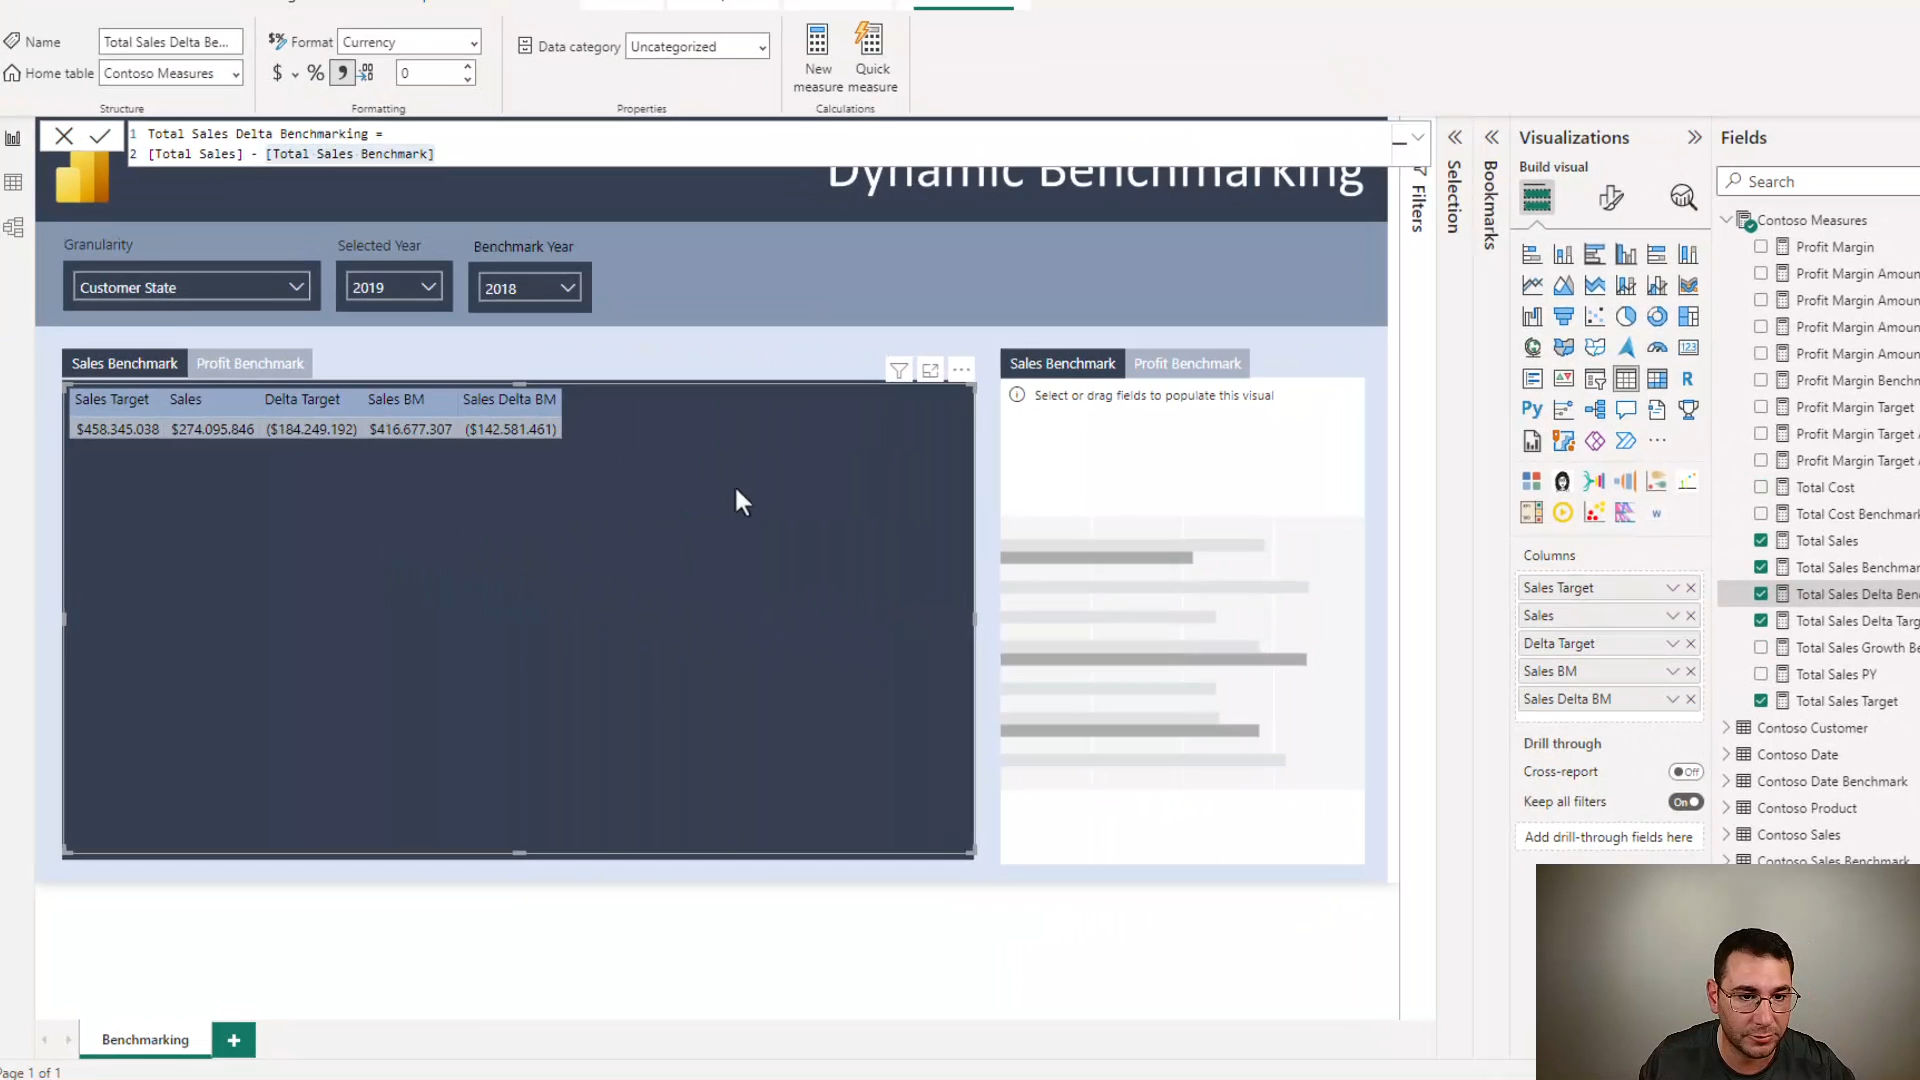 Name
Total Sales Delta Be...
Format
Currency
Data category
Uncategorized
Home table
Contoso Measures
$
%
0
New measure
Quick measure
Structure
Formatting
Properties
Calculations
1 Total Sales Delta Benchmarking =
2 [Total Sales] - [Total Sales Benchmark]
Dynamic Benchmarking
Granularity
Customer State
Selected Year
2019
Benchmark Year
2018
Sales Benchmark
Profit Benchmark
Sales Target Sales Delta Target Sales BM Sales Delta BM
$458.345.038 $274.095.846 ($184.249.192) $416.677.307 ($142.581.461)
Sales Benchmark
Profit Benchmark
Select or drag fields to populate this visual
Filters
Selection
Bookmarks
Visualizations
Build visual
R
Py
123
Columns
Sales Target
Sales
Delta Target
Sales BM
Sales Delta BM
Drill through
Cross-report
Off
Keep all filters
On
Add drill-through fields here
Fields
Search
Contoso Measures
Profit Margin
Profit Margin Amoun
Profit Margin Amou
Profit Margin Amou
Profit Margin Amou
Profit Margin Bench
Profit Margin Target
Profit Margin Target
Profit Margin Target
Total Cost
Total Cost Benchmar
Total Sales
Total Sales Benchmar
Total Sales Delta Ben
Total Sales Delta Targ
Total Sales Growth Be
Total Sales PY
Total Sales Target
Contoso Customer
Contoso Date
Contoso Date Benchmark
Contoso Product
Contoso Sales
Contoso Sales Benchmark
Benchmarking
Page 1 of 1